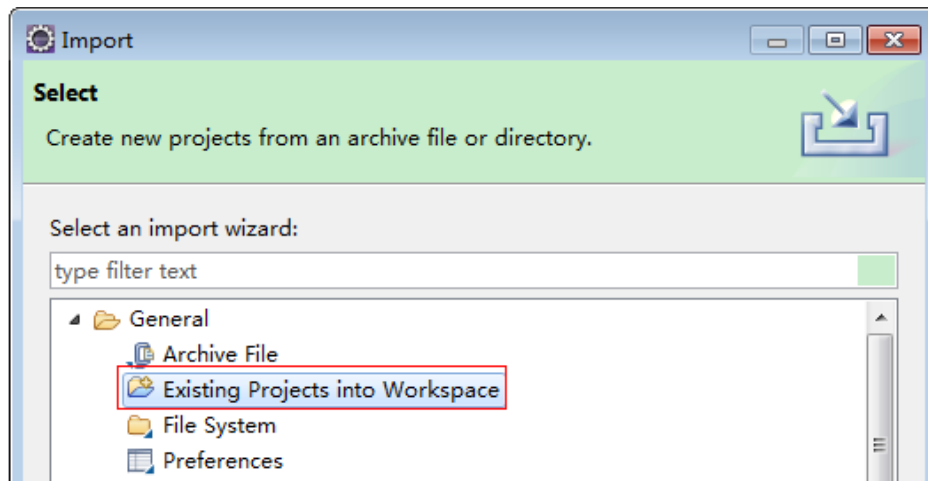 Import
Select
Create new projects from an archive file or directory.
Select an import wizard:
type filter text
General
Archive File
Existing Projects into Workspace
File System
Preferences